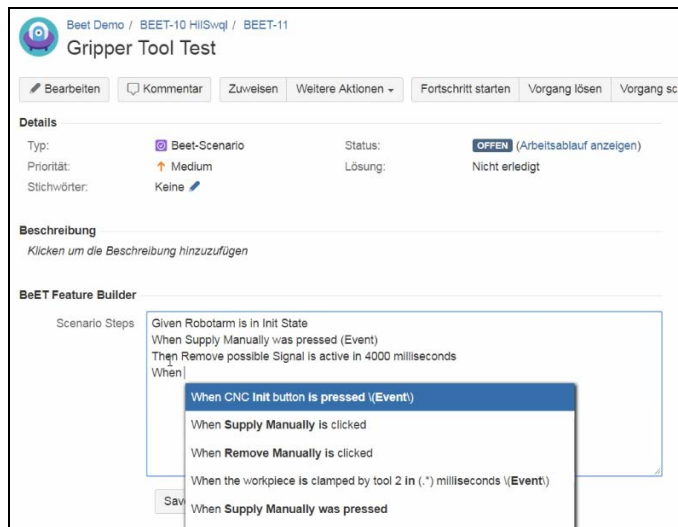 Beet Demo / BEET-10 HilSwql / BEET-11
Gripper Tool Test
Bearbeiten Kommentar Zuweisen Weitere Aktionen Fortschritt starten Vorgang lösen Vorgang sc
Details
Typ: Beet-Scenario Status: OFFEN (Arbeitsablauf anzeigen)
Priorität: Medium Lösung: Nicht erledigt
Stichwörter: Keine
Beschreibung
Klicken um die Beschreibung hinzuzufügen
BeET Feature Builder
Scenario Steps Given Robotarm is in Init State
When Supply Manually was pressed (Event)
Then Remove possible Signal is active in 4000 milliseconds
When
When CNC Init button is pressed \(Event\)
When Supply Manually is clicked
When Remove Manually is clicked
When the workpiece is clamped by tool 2 in (.*) milliseconds \(Event\)
Sav When Supply Manually was pressed